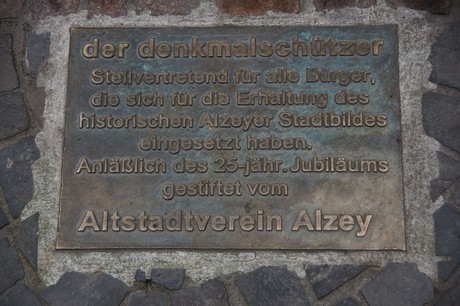 der denkmalschützer
Stellvertretend für alle Bürger,
die sich für die Erhaltung des
historischen Alzeyer Stadtbildes
eingesetzt haben.
Anläßlich des 25-jähr. Jubiläums
gestiftet vom
Altstadtverein Alzey